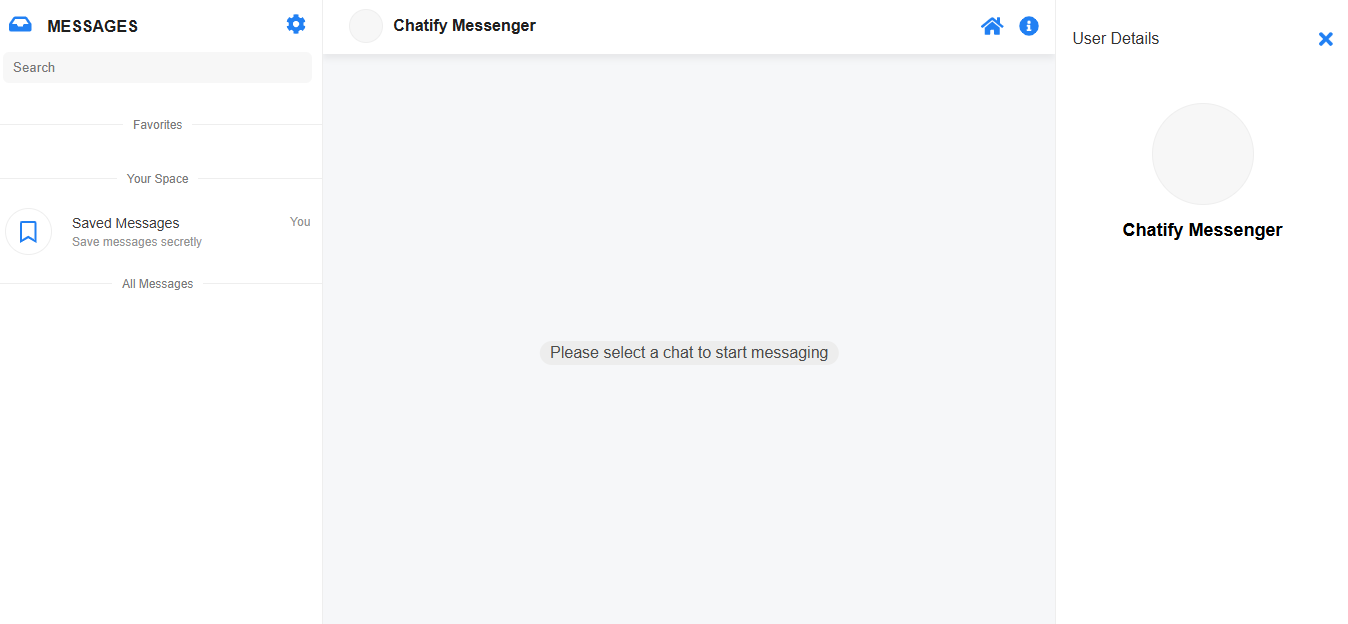 MESSAGES
Search
Favorites
Your Space
Saved Messages
You
Save messages secretly
All Messages
Chatify Messenger
Please select a chat to start messaging
User Details
Chatify Messenger